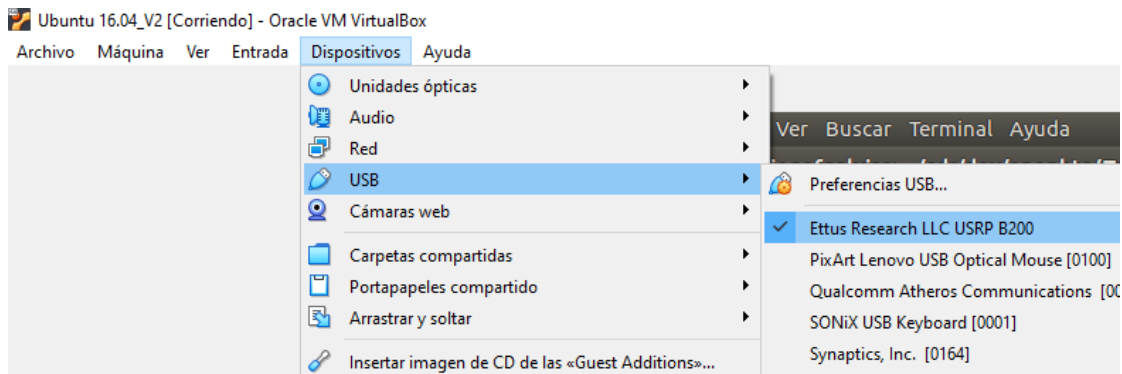 Ubuntu 16.04_V2 [Corriendo] - Oracle VM VirtualBox
Archivo Máquina Ver Entrada Dispositivos Ayuda
Unidades ópticas
Audio
Red
USB
Cámaras web
Carpetas compartidas
Portapapeles compartido
Arrastrar y soltar
Insertar imagen de CD de las «Guest Additions»...
Ver Buscar Terminal Ayuda
Preferencias USB...
Ettus Research LLC USRP B200
PixArt Lenovo USB Optical Mouse [0100]
Qualcomm Atheros Communications [00
SONiX USB Keyboard [0001]
Synaptics, Inc. [0164]